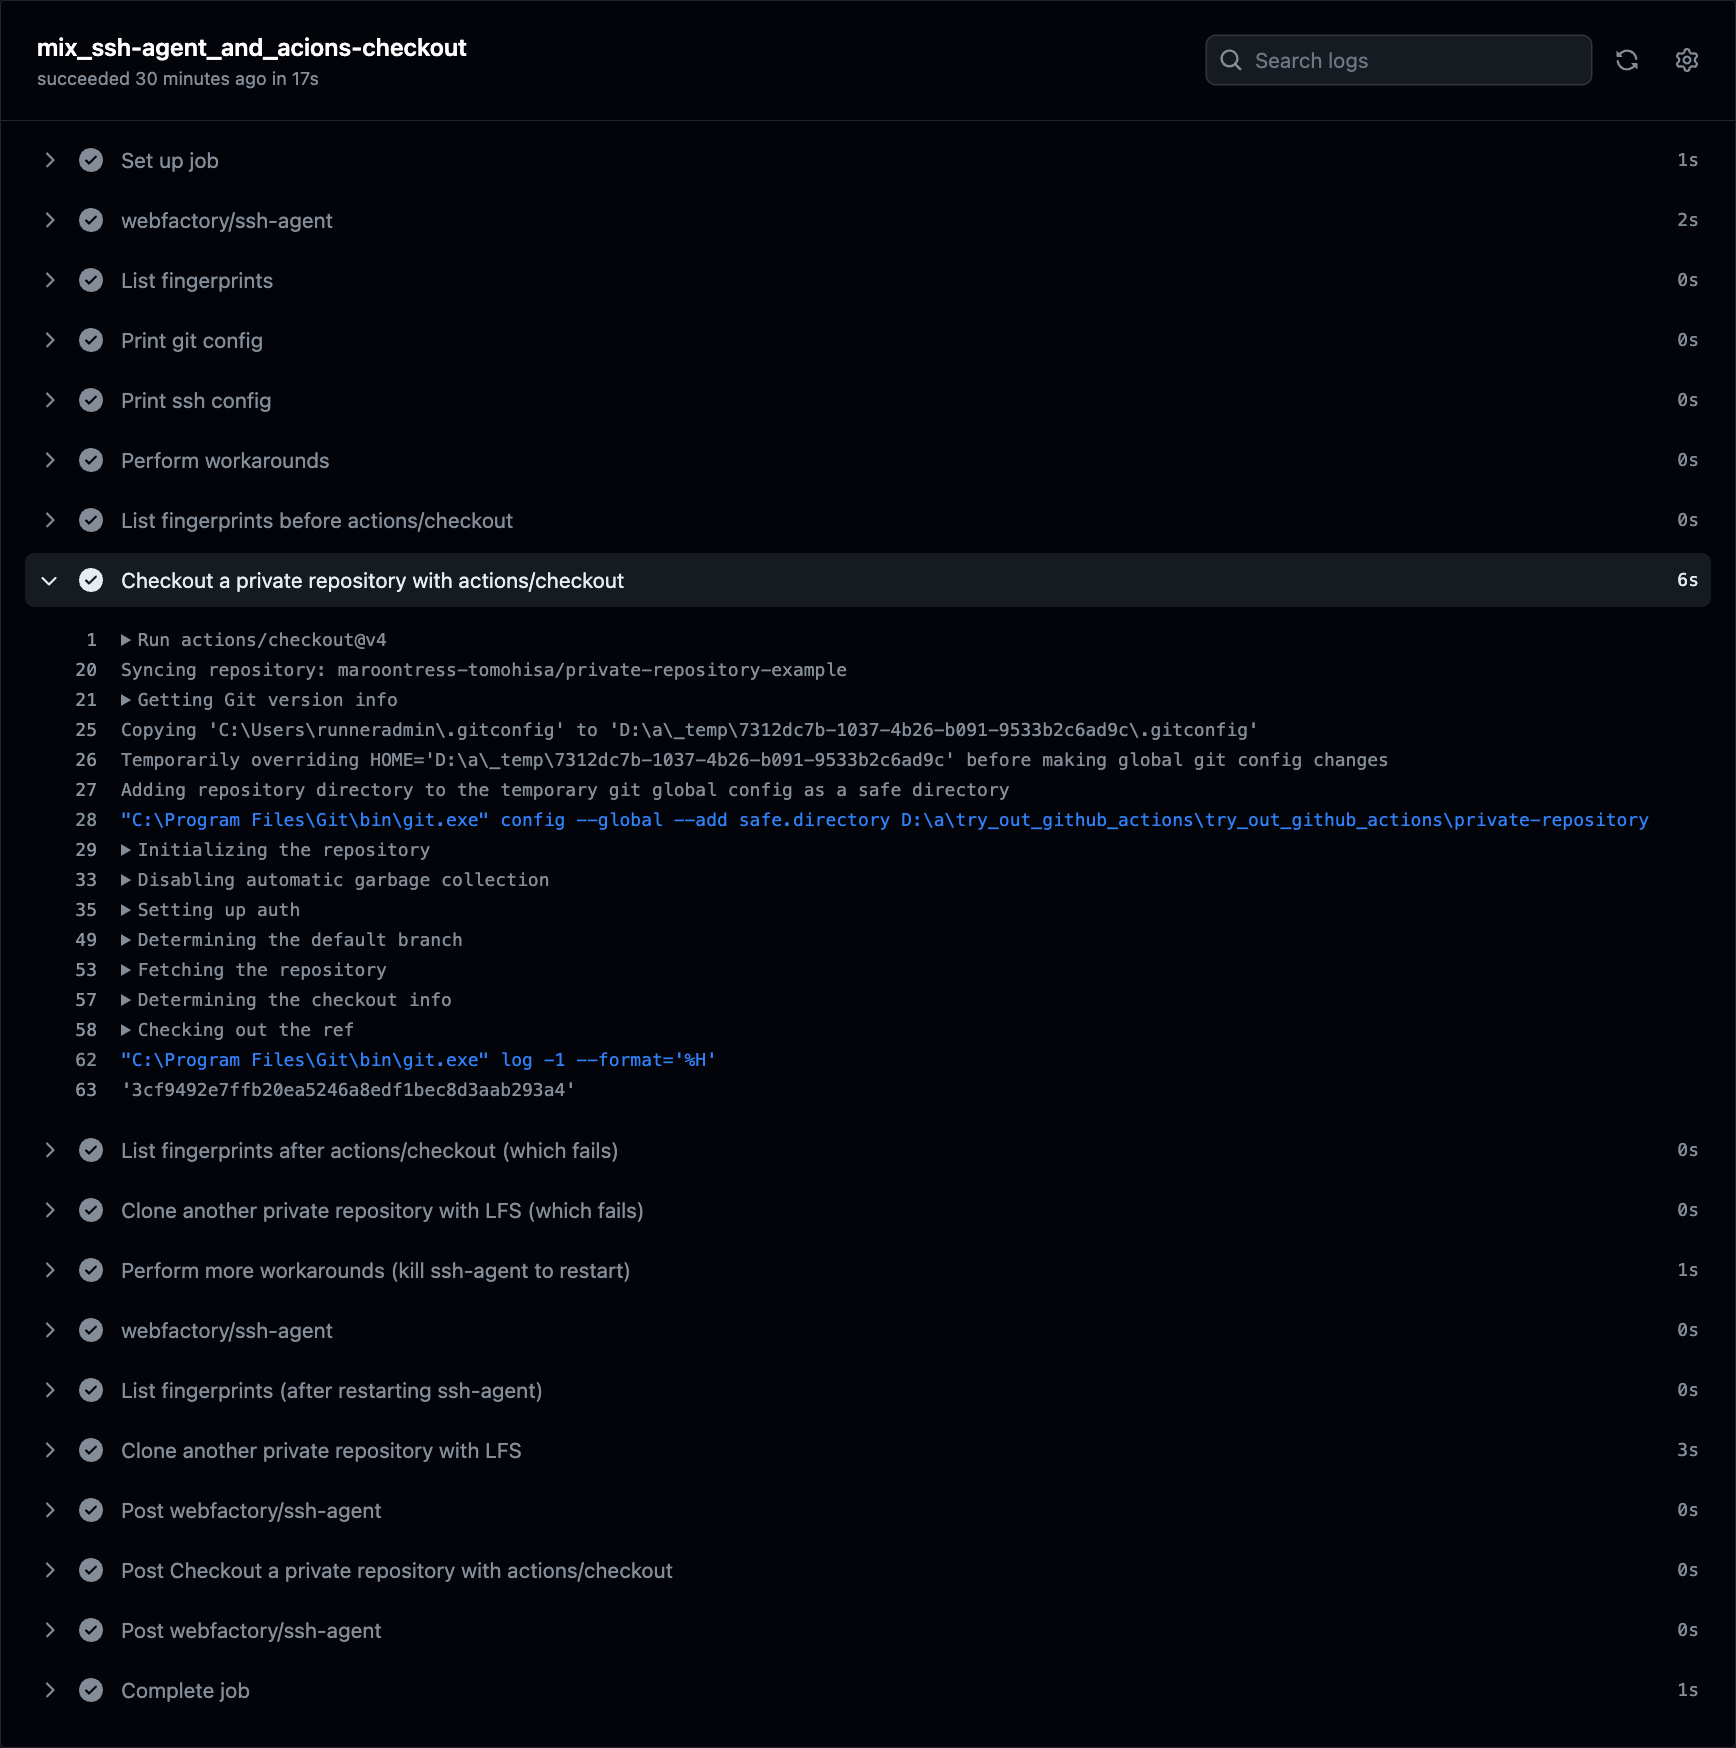 mix_ssh-agent_and_acions-checkout
succeeded 30 minutes ago in 17s
Search logs
Set up job 1s
webfactory/ssh-agent 2s
List fingerprints 0s
Print git config 0s
Print ssh config 0s
Perform workarounds 0s
List fingerprints before actions/checkout 0s
Checkout a private repository with actions/checkout 6s
1 Run actions/checkout@v4
20 Syncing repository: maroontress-tomohisa/private-repository-example
21 Getting Git version info
25 Copying 'C:\Users\runneradmin\.gitconfig' to 'D:\a\_temp\7312dc7b-1037-4b26-b091-9533b2c6ad9c\.gitconfig'
26 Temporarily overriding HOME='D:\a\_temp\7312dc7b-1037-4b26-b091-9533b2c6ad9c' before making global git config changes
27 Adding repository directory to the temporary git global config as a safe directory
28 "C:\Program Files\Git\bin\git.exe" config --global --add safe.directory D:\a\try_out_github_actions\try_out_github_actions\private-repository
29 Initializing the repository
33 Disabling automatic garbage collection
35 Setting up auth
49 Determining the default branch
53 Fetching the repository
57 Determining the checkout info
58 Checking out the ref
62 "C:\Program Files\Git\bin\git.exe" log -1 --format='%H'
63 '3cf9492e7ffb20ea5246a8edf1bec8d3aab293a4'
List fingerprints after actions/checkout (which fails) 0s
Clone another private repository with LFS (which fails) 0s
Perform more workarounds (kill ssh-agent to restart) 1s
webfactory/ssh-agent 0s
List fingerprints (after restarting ssh-agent) 0s
Clone another private repository with LFS 3s
Post webfactory/ssh-agent 0s
Post Checkout a private repository with actions/checkout 0s
Post webfactory/ssh-agent 0s
Complete job 1s